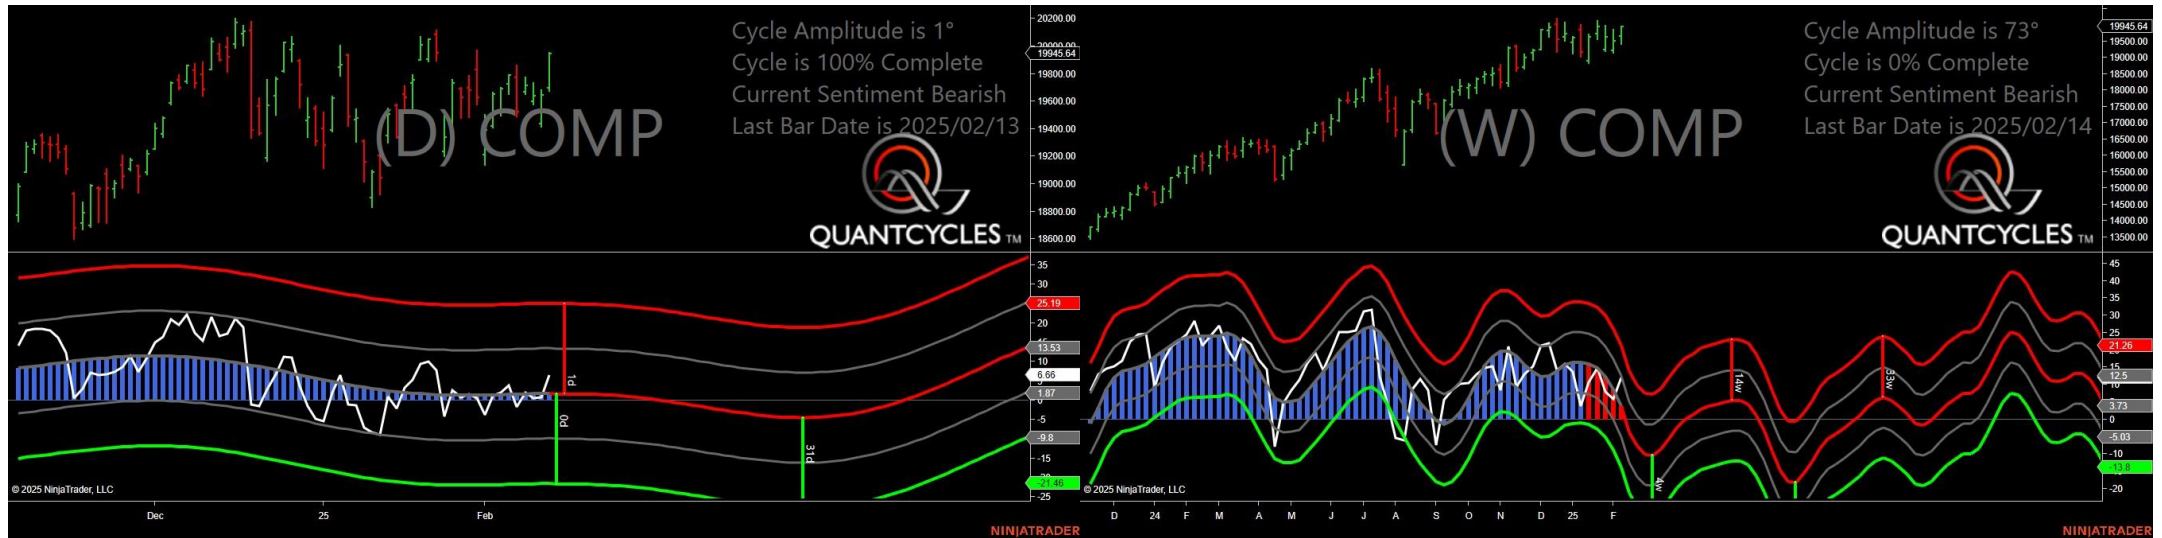 Cycle Amplitude is 1°
Cycle is 100% Complete
Current Sentiment Bearish
Last Bar Date is 2025/02/13
(D) COMP
QUANTCYCLES TM
20200.00
20000.00
19945.64
19800.00
19600.00
19400.00
19200.00
19000.00
18800.00
18600.00
35
25.19
20
13.53
10
6.66
1.87
0
-5
-9.8
-15
-21.46
-25
1d
0d
31d
© 2025 NinjaTrader, LLC
Dec 25 Feb
NINJATRADER
Cycle Amplitude is 73°
Cycle is 0% Complete
Current Sentiment Bearish
Last Bar Date is 2025/02/14
(W) COMP
QUANTCYCLES TM
19945.64
19500.00
18500.00
18000.00
17500.00
17000.00
16500.00
16000.00
15500.00
15000.00
14500.00
14000.00
13500.00
45
40
35
30
25
21.26
12.5
10
3.73
0
-5.03
-10
-13.8
-20
4w
14w
33w
© 2025 NinjaTrader, LLC
D 24 F M A M J J A S O N D 25 F
NINJATRADER